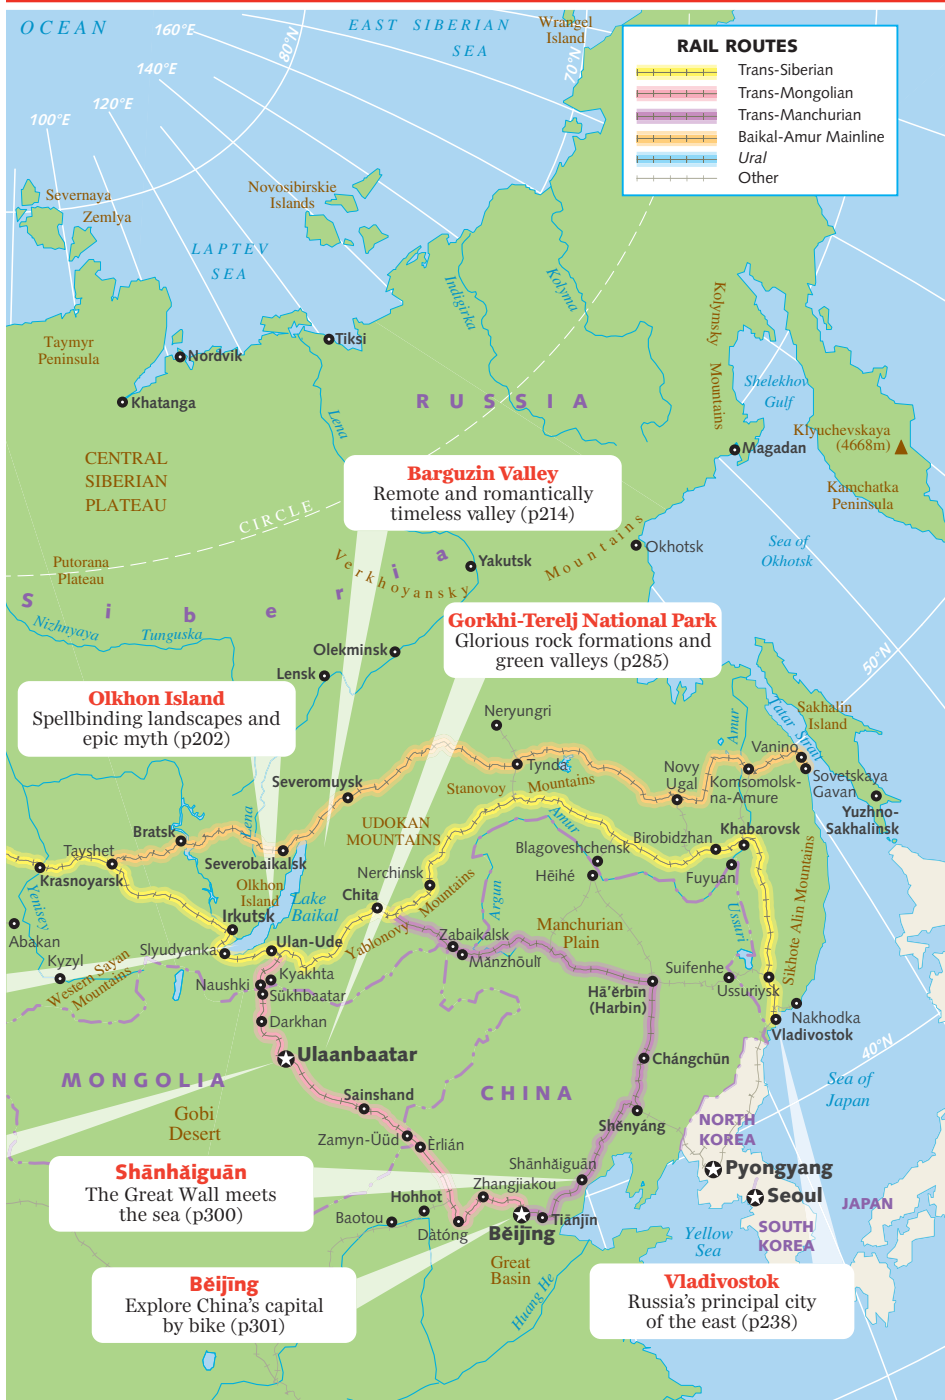 OCEAN
160°E
EAST SIBERIAN
SEA
Wrangel
Island
80°N
70°N
140°E
120°E
100°E
RAIL ROUTES
Trans-Siberian
Trans-Mongolian
Trans-Manchurian
Baikal-Amur Mainline
Ural
Other
Severnaya
Zemlya
Novosibirskie
Islands
LAPTEV
SEA
Indigirka
Kolyma
Kolymsky Mountains
Taymyr
Peninsula
Nordvik
Tiksi
Khatanga
Lena
RUSSIA
Shelekhov
Gulf
Klyuchevskaya
(4668m)
Magadan
Kamchatka
Peninsula
CENTRAL
SIBERIAN
PLATEAU
CIRCLE
Barguzin Valley
Remote and romantically
timeless valley (p214)
Putorana
Plateau
Verkhoyansky Mountains
Yakutsk
Okhotsk
Sea of
Okhotsk
Siberia
Nizhnyaya Tunguska
Gorkhi-Terelj National Park
Glorious rock formations and
green valleys (p285)
Olekminsk
Lensk
50°N
Olkhon Island
Spellbinding landscapes and
epic myth (p202)
Neryungri
Amur
Tatar Strait
Sakhalin
Island
Vanino
Tynda
Novy
Ugal
Komsomolsk-
na-Amure
Sovetskaya
Gavan
Yuzhno-
Sakhalinsk
Severomuysk
Stanovoy Mountains
Lena
Bratsk
UDOKAN
MOUNTAINS
Amur
Birobidzhan
Khabarovsk
Tayshet
Krasnoyarsk
Severobaikalsk
Blagoveshchensk
Hēihé
Fuyuan
Yenisey
Olkhon
Island
Lake
Baikal
Nerchinsk
Chita
Argun
Ussuri
Sikhote Alin Mountains
Irkutsk
Abakan
Slyudyanka
Ulan-Ude
Yablonovy Mountains
Zabaikalsk
Mǎnzhōulǐ
Manchurian
Plain
Kyzyl
Western Sayan
Mountains
Naushki
Kyakhta
Sükhbaatar
Suifenhe
Ussuriysk
Hā'ěrbīn
(Harbin)
Nakhodka
Vladivostok
Darkhan
Ulaanbaatar
Chángchūn
40°N
MONGOLIA
CHINA
Sea of
Japan
Gobi
Desert
Sainshand
Shěnyáng
NORTH
KOREA
Zamyn-Üüd
Èrlián
Pyongyang
Shānhǎiguān
Shānhǎiguān
The Great Wall meets
the sea (p300)
Zhangjiakou
Hohhot
Baotou
Dàtóng
Běijīng
Tiānjīn
Seoul
JAPAN
Yellow
Sea
SOUTH
KOREA
Great
Basin
Huang He
Běijīng
Explore China's capital
by bike (p301)
Vladivostok
Russia's principal city
of the east (p238)